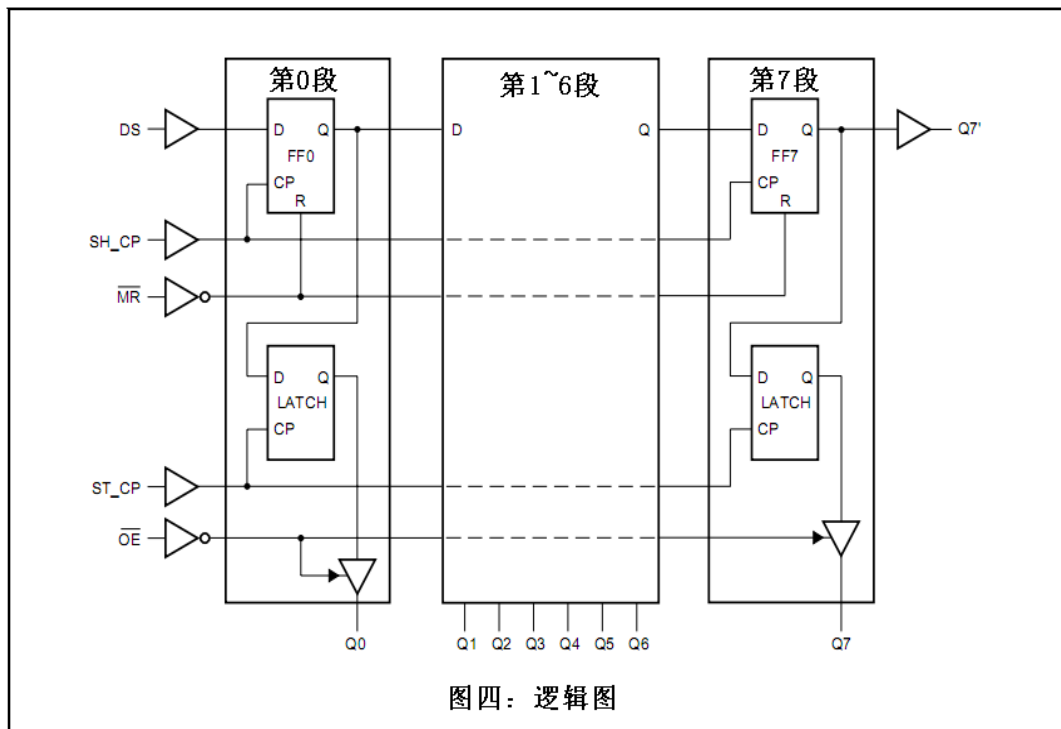 第0段
第1~6段
第7段
DS
D
Q
FF0
CP
R
D
Q
D
Q
FF7
CP
R
Q7'
SH_CP
MR
D
Q
LATCH
CP
D
Q
LATCH
CP
ST_CP
OE
Q0
Q1 Q2 Q3 Q4 Q5 Q6
Q7
图四：逻辑图